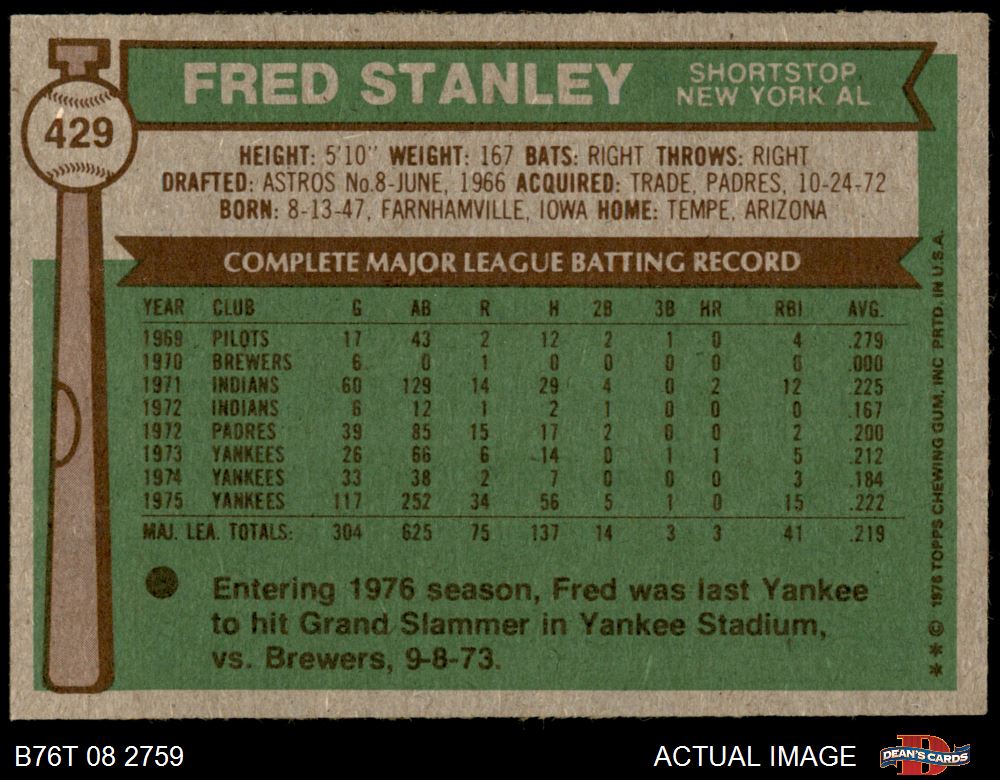 429
FRED STANLEY
SHORTSTOP
NEW YORK AL
HEIGHT: 5'10" WEIGHT: 167 BATS: RIGHT THROWS: RIGHT
DRAFTED: ASTROS No.8-JUNE, 1966 ACQUIRED: TRADE, PADRES, 10-24-72
BORN: 8-13-47, FARNHAMVILLE, IOWA HOME: TEMPE, ARIZONA
COMPLETE MAJOR LEAGUE BATTING RECORD
YEAR CLUB G AB R H 2B 3B HR RBI AVG.
1969 PILOTS 17 43 2 12 2 1 0 4 .279
1970 BREWERS 6 0 1 0 0 0 0 0 .000
1971 INDIANS 60 129 14 29 4 0 2 12 .225
1972 INDIANS 6 12 1 2 1 0 0 0 .167
1972 PADRES 39 85 15 17 2 0 0 2 .200
1973 YANKEES 26 66 6 14 0 1 1 5 .212
1974 YANKEES 33 38 2 7 0 0 0 3 .184
1975 YANKEES 117 252 34 56 5 1 0 15 .222
MAJ. LEA. TOTALS: 304 625 75 137 14 3 3 41 .219
Entering 1976 season, Fred was last Yankee
to hit Grand Slammer in Yankee Stadium,
vs. Brewers, 9-8-73.
** © 1976 TOPPS CHEWING GUM, INC PRTD. IN U.S.A.
B76T 08 2759
ACTUAL IMAGE
D
DEAN'S CARDS